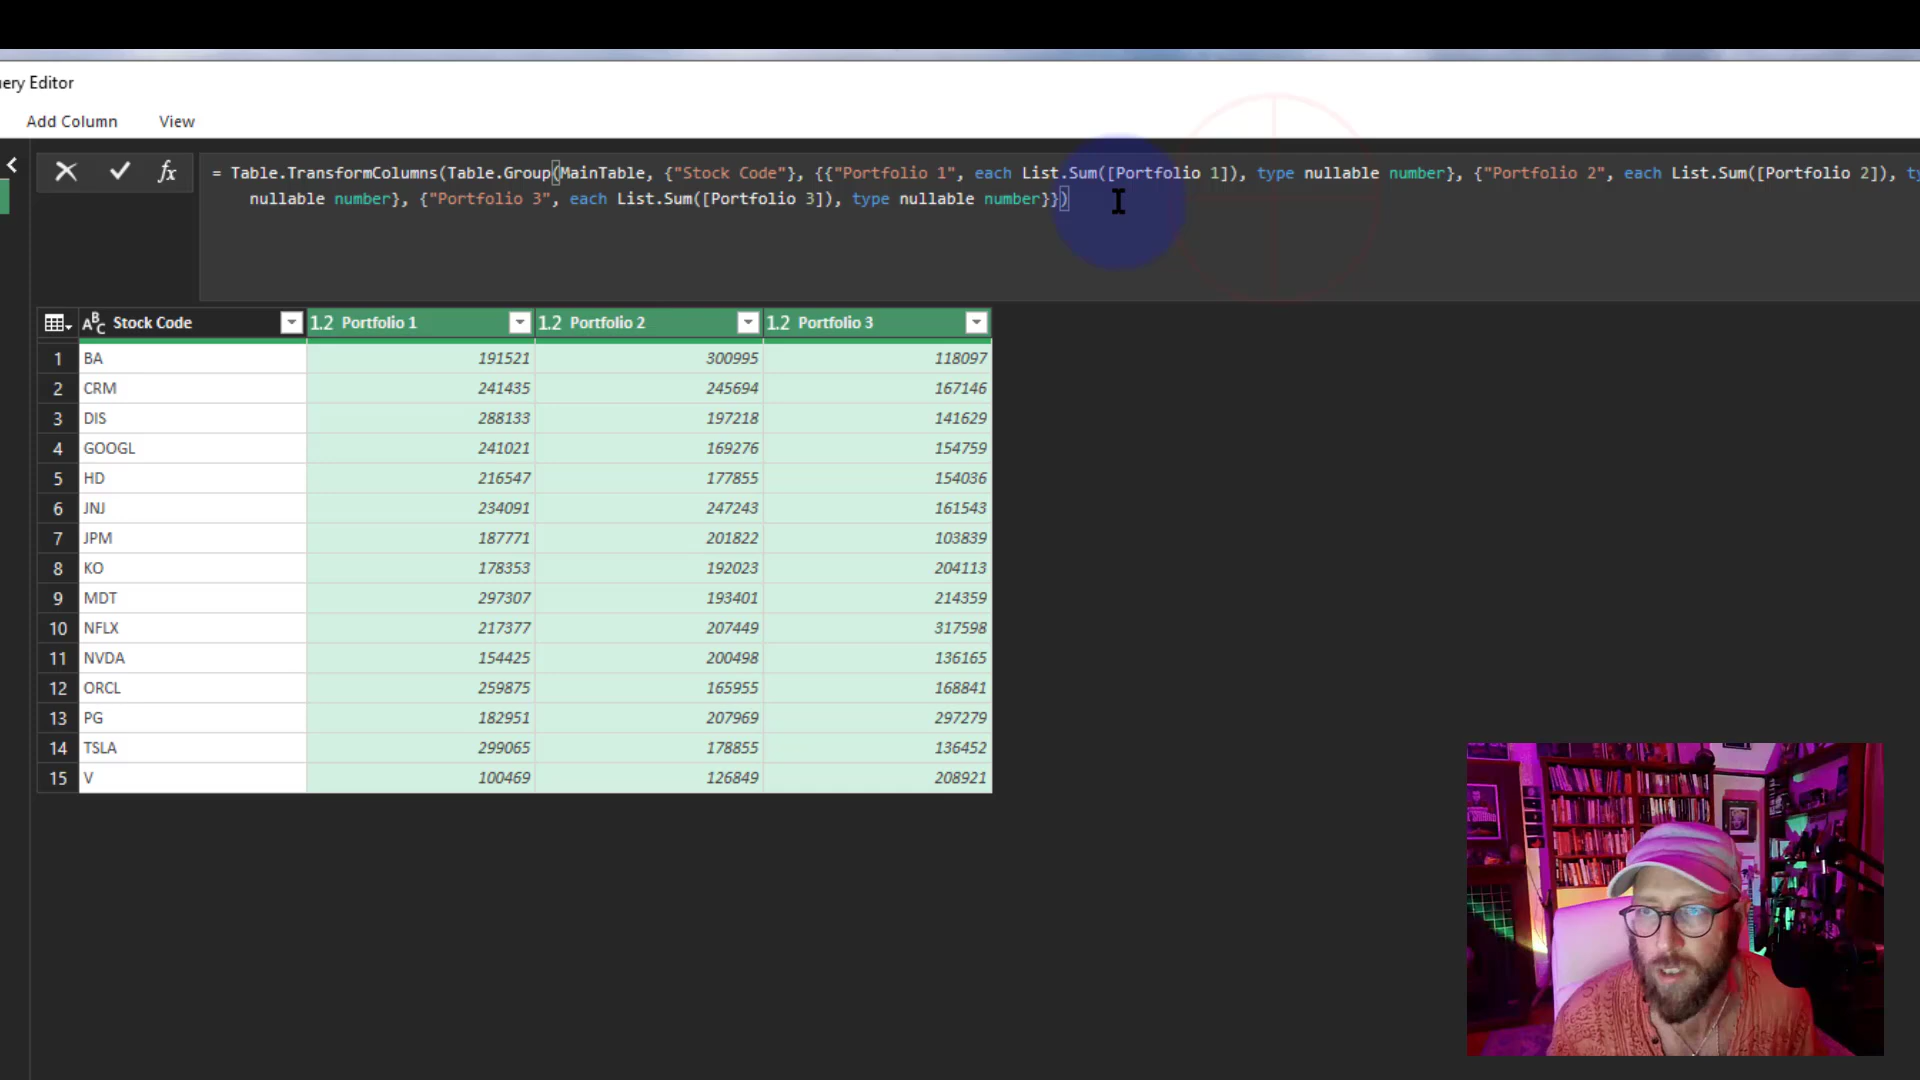 uery Editor
Add Column View
fx = Table.TransformColumns(Table.Group(MainTable, {"Stock Code"}, {{"Portfolio 1", each List.Sum([Portfolio 1]), type nullable number}, {"Portfolio 2", each List.Sum([Portfolio 2]), ty
nullable number}, {"Portfolio 3", each List.Sum([Portfolio 3]), type nullable number}})
ABC Stock Code 1.2 Portfolio 1 1.2 Portfolio 2 1.2 Portfolio 3
1 BA 191521 300995 118097
2 CRM 241435 245694 167146
3 DIS 288133 197218 141629
4 GOOGL 241021 169276 154759
5 HD 216547 177855 154036
6 JNJ 234091 247243 161543
7 JPM 187771 201822 103839
8 KO 178353 192023 204113
9 MDT 297307 193401 214359
10 NFLX 217377 207449 317598
11 NVDA 154425 200498 136165
12 ORCL 259875 165955 168841
13 PG 182951 207969 297279
14 TSLA 299065 178855 136452
15 V 100469 126849 208921